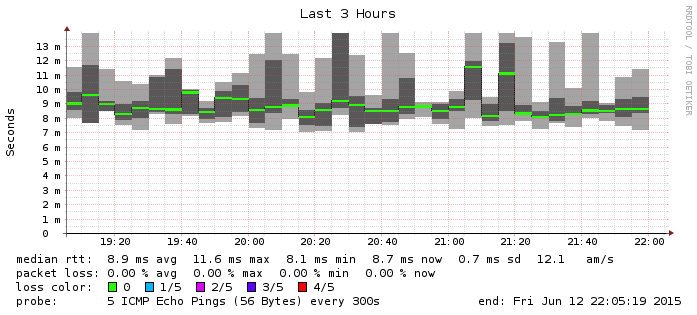 Last 3 Hours
RRDTOOL / TOBI OETIKER
Seconds
13 m
12 m
11 m
10 m
9 m
8 m
7 m
6 m
5 m
4 m
3 m
2 m
1 m
0
19:20 19:40 20:00 20:20 20:40 21:00 21:20 21:40 22:00
median rtt: 8.9 ms avg 11.6 ms max 8.1 ms min 8.7 ms now 0.7 ms sd 12.1 am/s
packet loss: 0.00 % avg 0.00 % max 0.00 % min 0.00 % now
loss color: 0 1/5 2/5 3/5 4/5
probe: 5 ICMP Echo Pings (56 Bytes) every 300s end: Fri Jun 12 22:05:19 2015